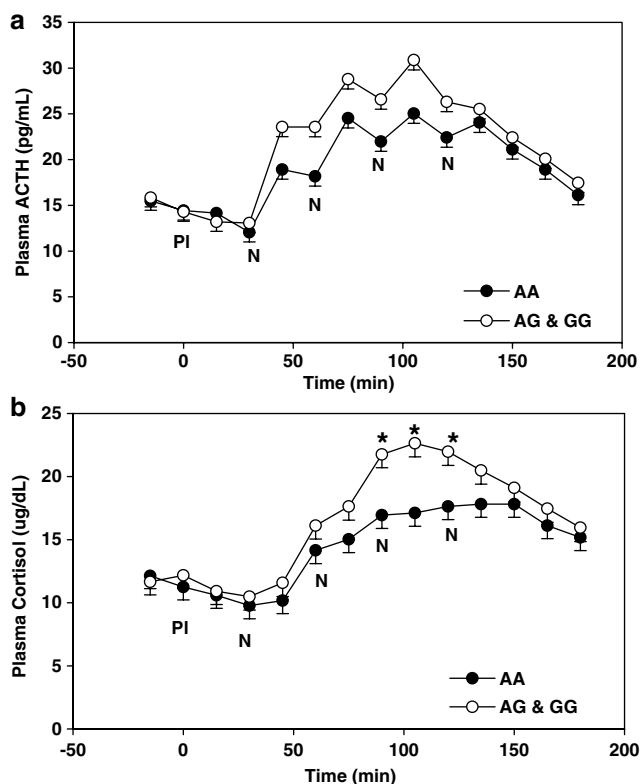 a
35
30
25
20
15
10
5
0
Plasma ACTH (pg/mL)
Pl
N
N
N
N
AA
AG & GG
-50 0 50 100 150 200
Time (min)
b
25
20
15
10
5
0
Plasma Cortisol (ug/dL)
* * *
Pl
N
N
N
N
AA
AG & GG
-50 0 50 100 150 200
Time (min)